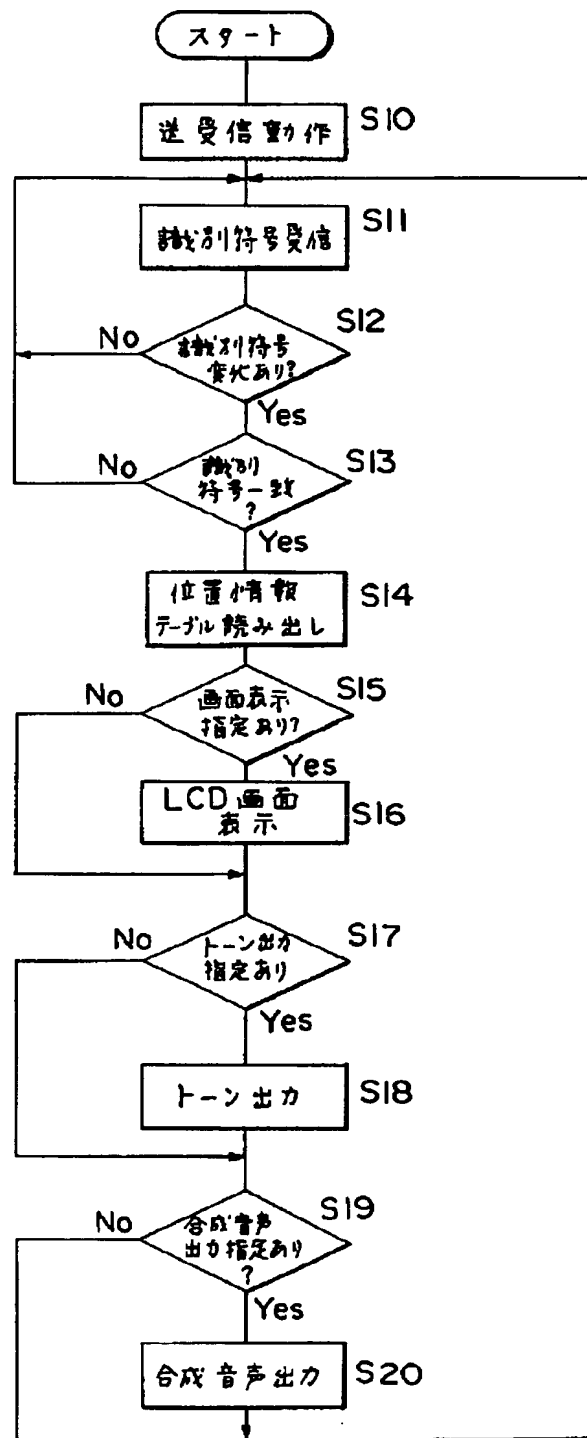 スタート
送受信動作
S10
識別符号受信
S11
S12
No
識別符号
変化あり?
Yes
S13
No
識別
符号一致
?
Yes
位置情報
テーブル読み出し
S14
S15
No
画面表示
指定あり?
Yes
LCD画面
表示
S16
S17
No
トーン出力
指定あり
Yes
トーン出力
S18
S19
No
合成音声
出力指定あり
?
Yes
合成音声出力
S20